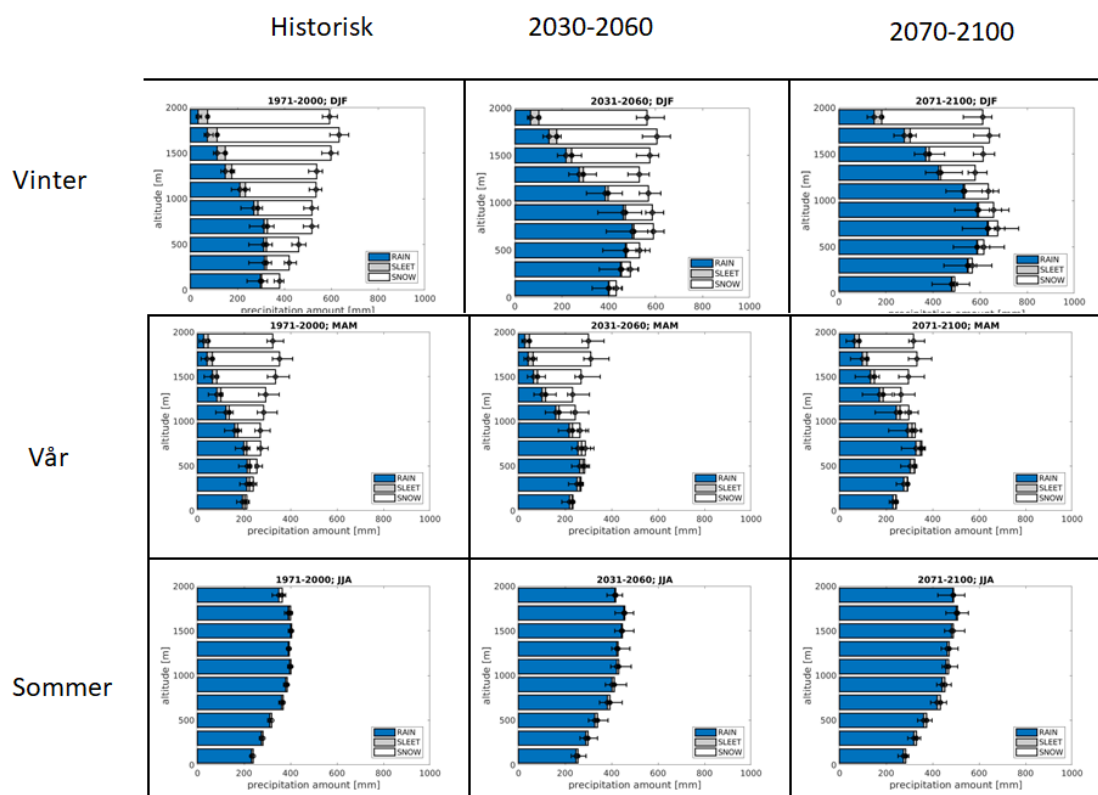 Historisk
2030-2060
2070-2100
Vinter
1971-2000; DJF
altitude [m]
2000
1500
1000
500
0
RAIN
SLEET
SNOW
0 200 400 600 800 1000
precipitation amount [mm]
2031-2060; DJF
altitude [m]
2000
1500
1000
500
0
RAIN
SLEET
SNOW
0 200 400 600 800 1000
precipitation amount [mm]
2071-2100; DJF
altitude [m]
2000
1500
1000
500
0
RAIN
SLEET
SNOW
0 200 400 600 800 1000
precipitation amount [mm]
Vår
1971-2000; MAM
altitude [m]
2000
1500
1000
500
0
RAIN
SLEET
SNOW
0 200 400 600 800 1000
precipitation amount [mm]
2031-2060; MAM
altitude [m]
2000
1500
1000
500
0
RAIN
SLEET
SNOW
0 200 400 600 800 1000
precipitation amount [mm]
2071-2100; MAM
altitude [m]
2000
1500
1000
500
0
RAIN
SLEET
SNOW
0 200 400 600 800 1000
precipitation amount [mm]
Sommer
1971-2000; JJA
altitude [m]
2000
1500
1000
500
0
RAIN
SLEET
SNOW
0 200 400 600 800 1000
precipitation amount [mm]
2031-2060; JJA
altitude [m]
2000
1500
1000
500
0
RAIN
SLEET
SNOW
0 200 400 600 800 1000
precipitation amount [mm]
2071-2100; JJA
altitude [m]
2000
1500
1000
500
0
RAIN
SLEET
SNOW
0 200 400 600 800 1000
precipitation amount [mm]